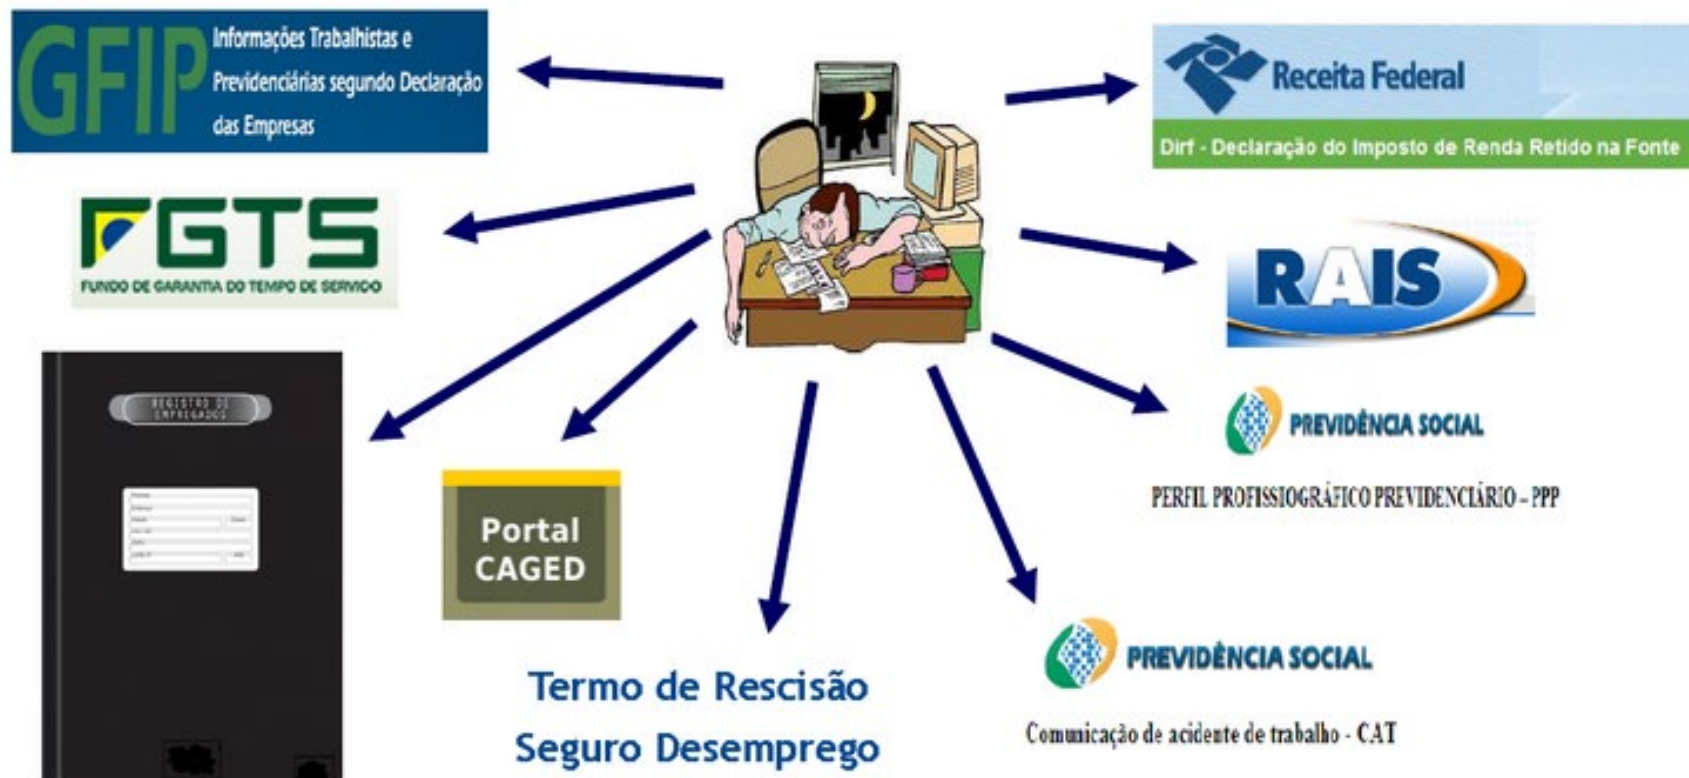 GFIP
Informações Trabalhistas e
Previdenciárias segundo Declaração
das Empresas
Receita Federal
Dirf - Declaração do Imposto de Renda Retido na Fonte
FGTS
FUNDO DE GARANTIA DO TEMPO DE SERVIÇO
RAIS
REGISTRO DE
EMPREGADOS
PREVIDÊNCIA SOCIAL
PERFIL PROFISSIOGRÁFICO PREVIDENCIÁRIO – PPP
Portal
CAGED
PREVIDÊNCIA SOCIAL
Comunicação de acidente de trabalho - CAT
Termo de Rescisão
Seguro Desemprego